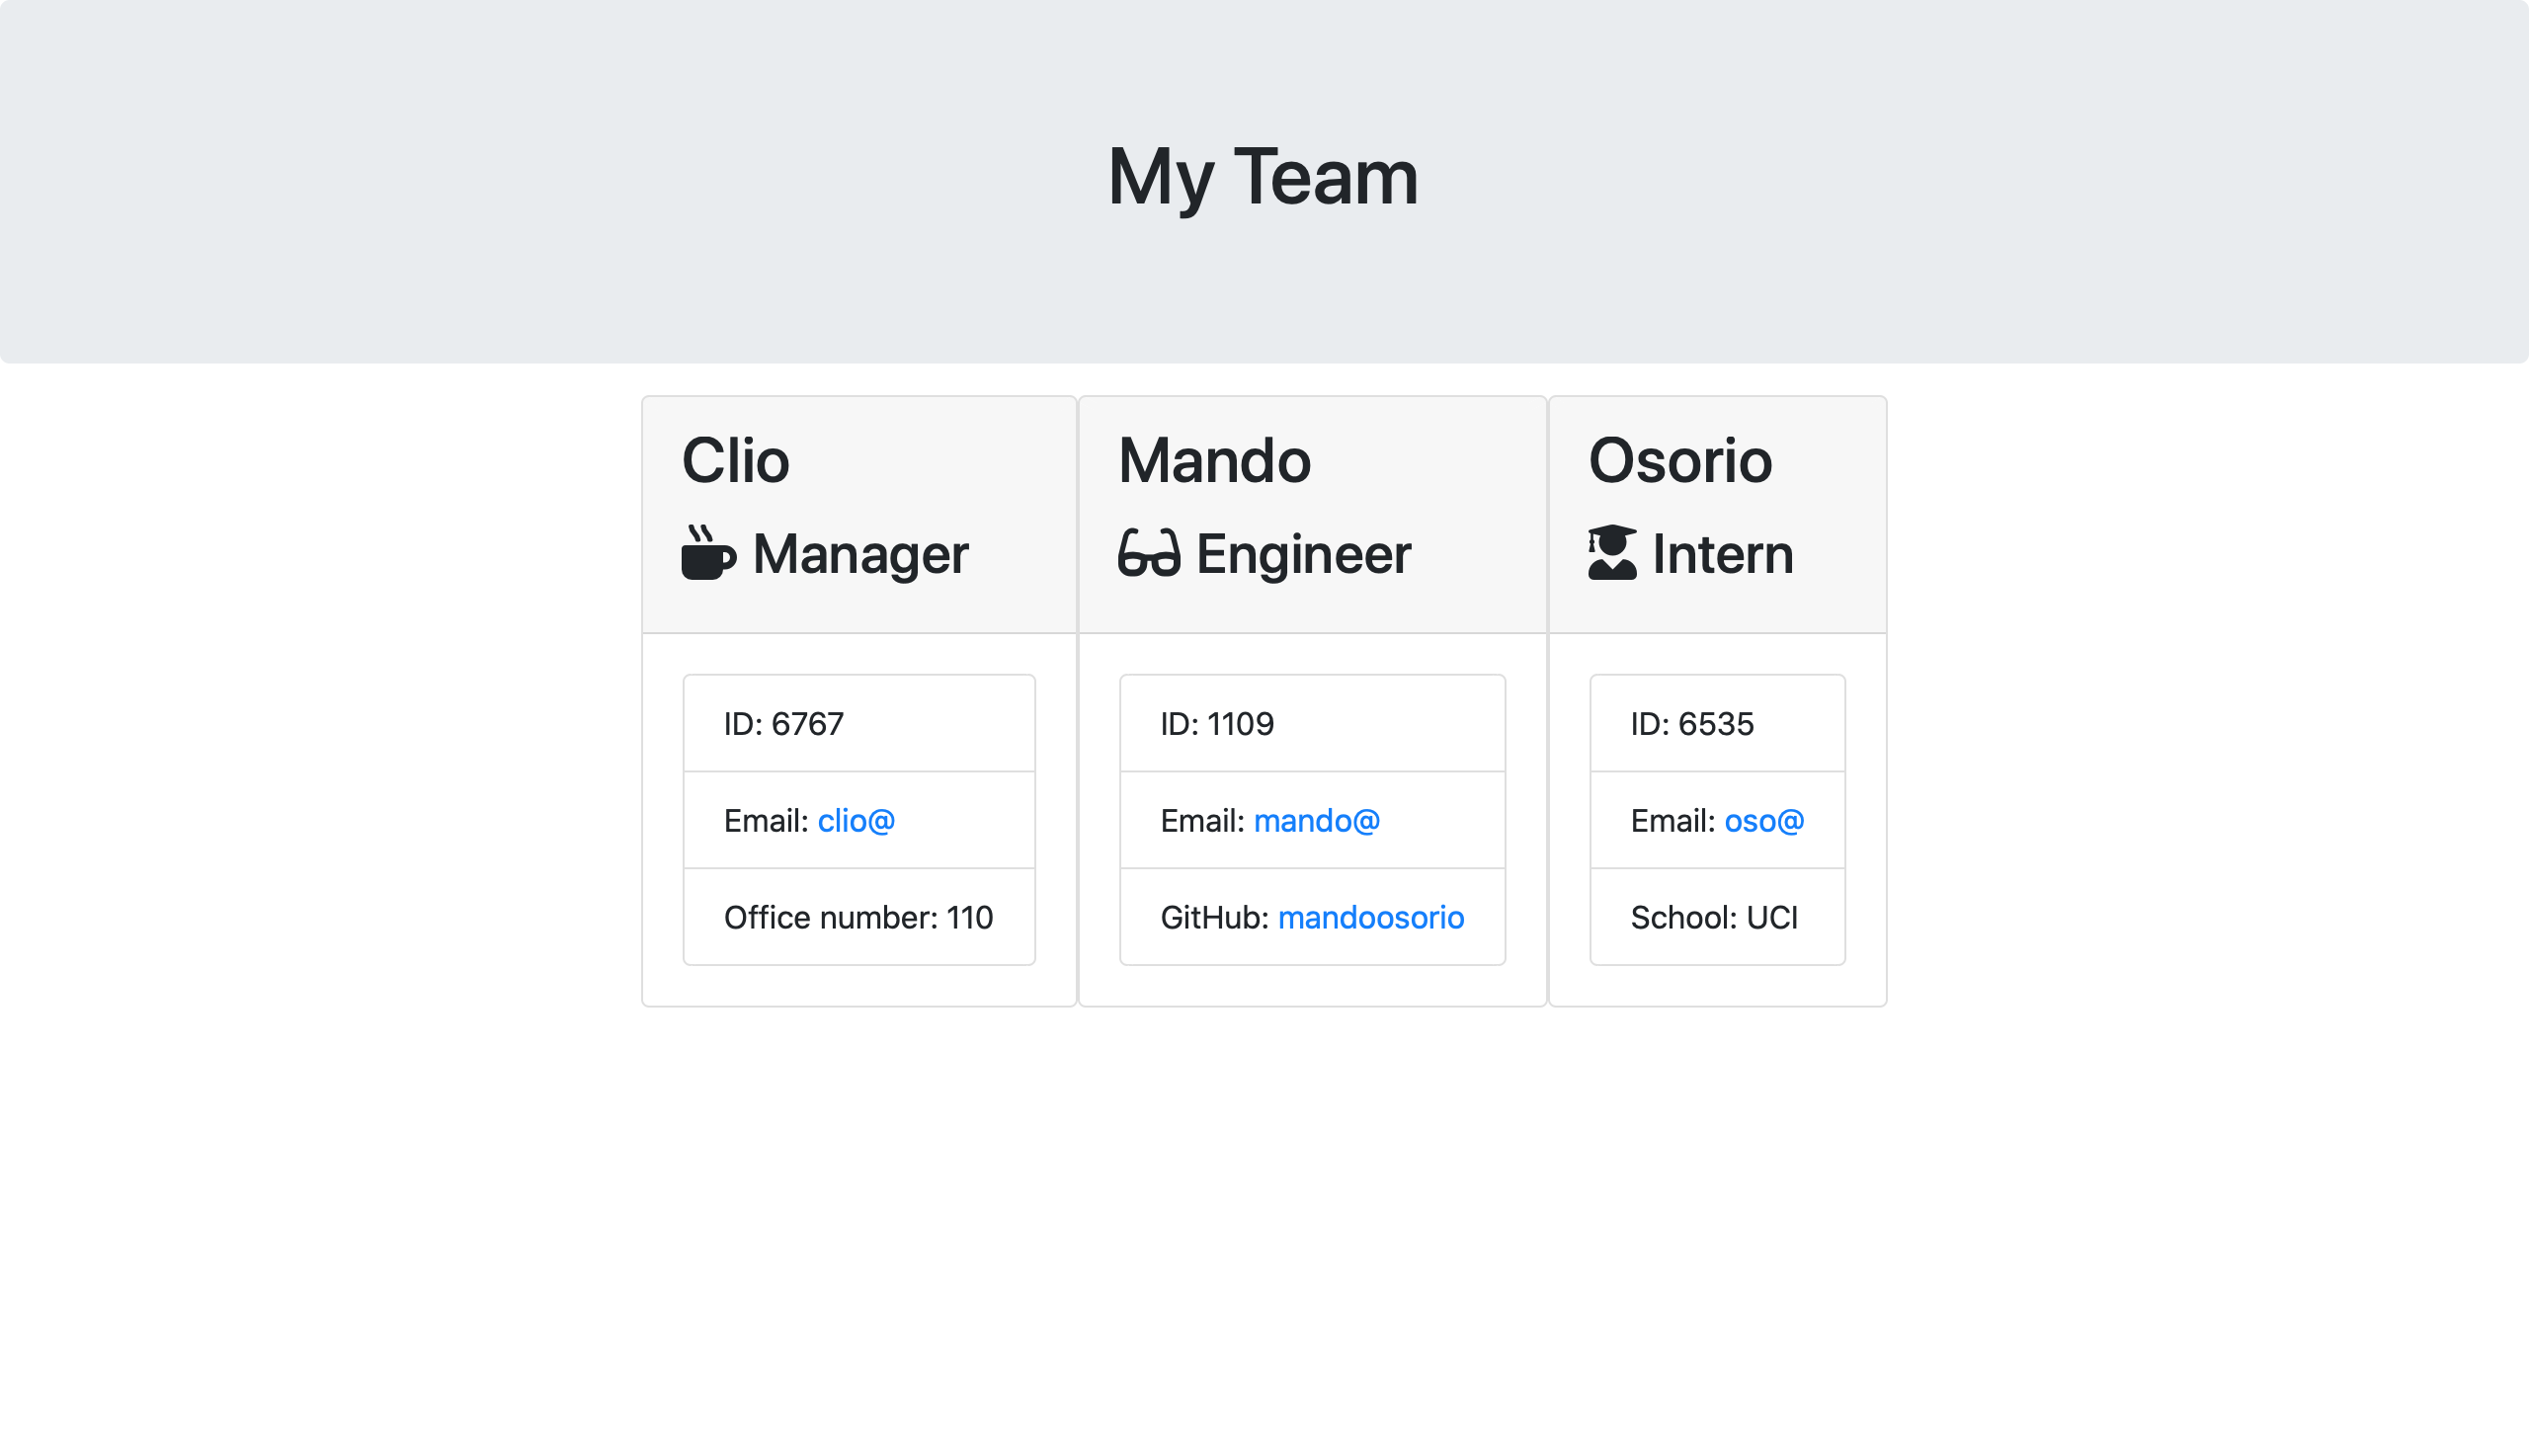 My Team
Clio
Manager
ID: 6767
Email: clio@
Office number: 110
Mando
Engineer
ID: 1109
Email: mando@
GitHub: mandoosorio
Osorio
Intern
ID: 6535
Email: oso@
School: UCI